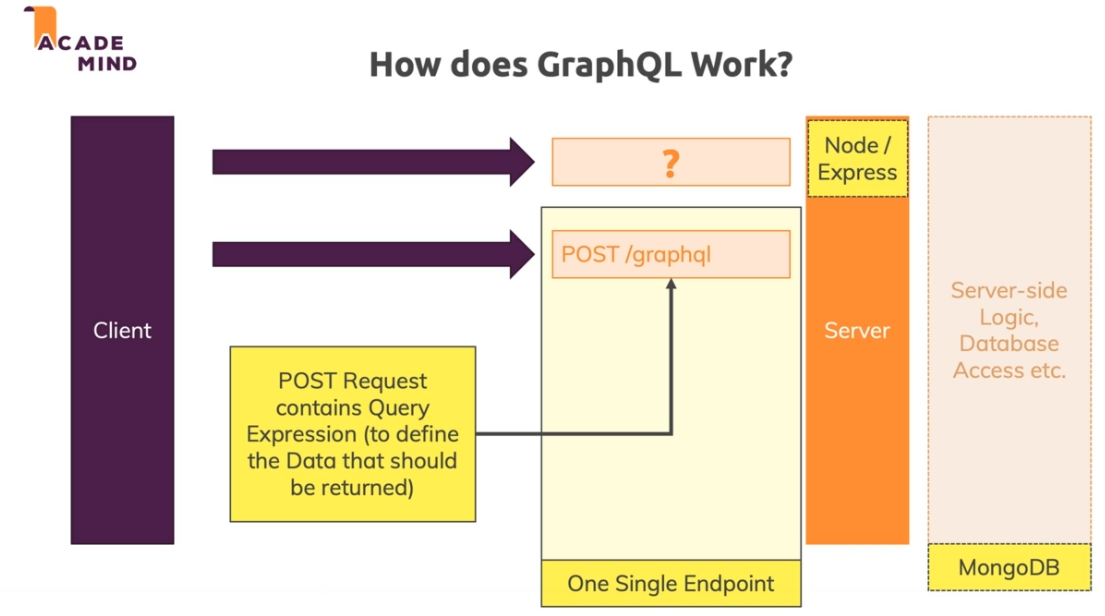 ACADE
MIND
How does GraphQL Work?
Client
?
POST /graphql
POST Request
contains Query
Expression (to define
the Data that should
be returned)
One Single Endpoint
Node /
Express
Server
Server-side
Logic,
Database
Access etc.
MongoDB